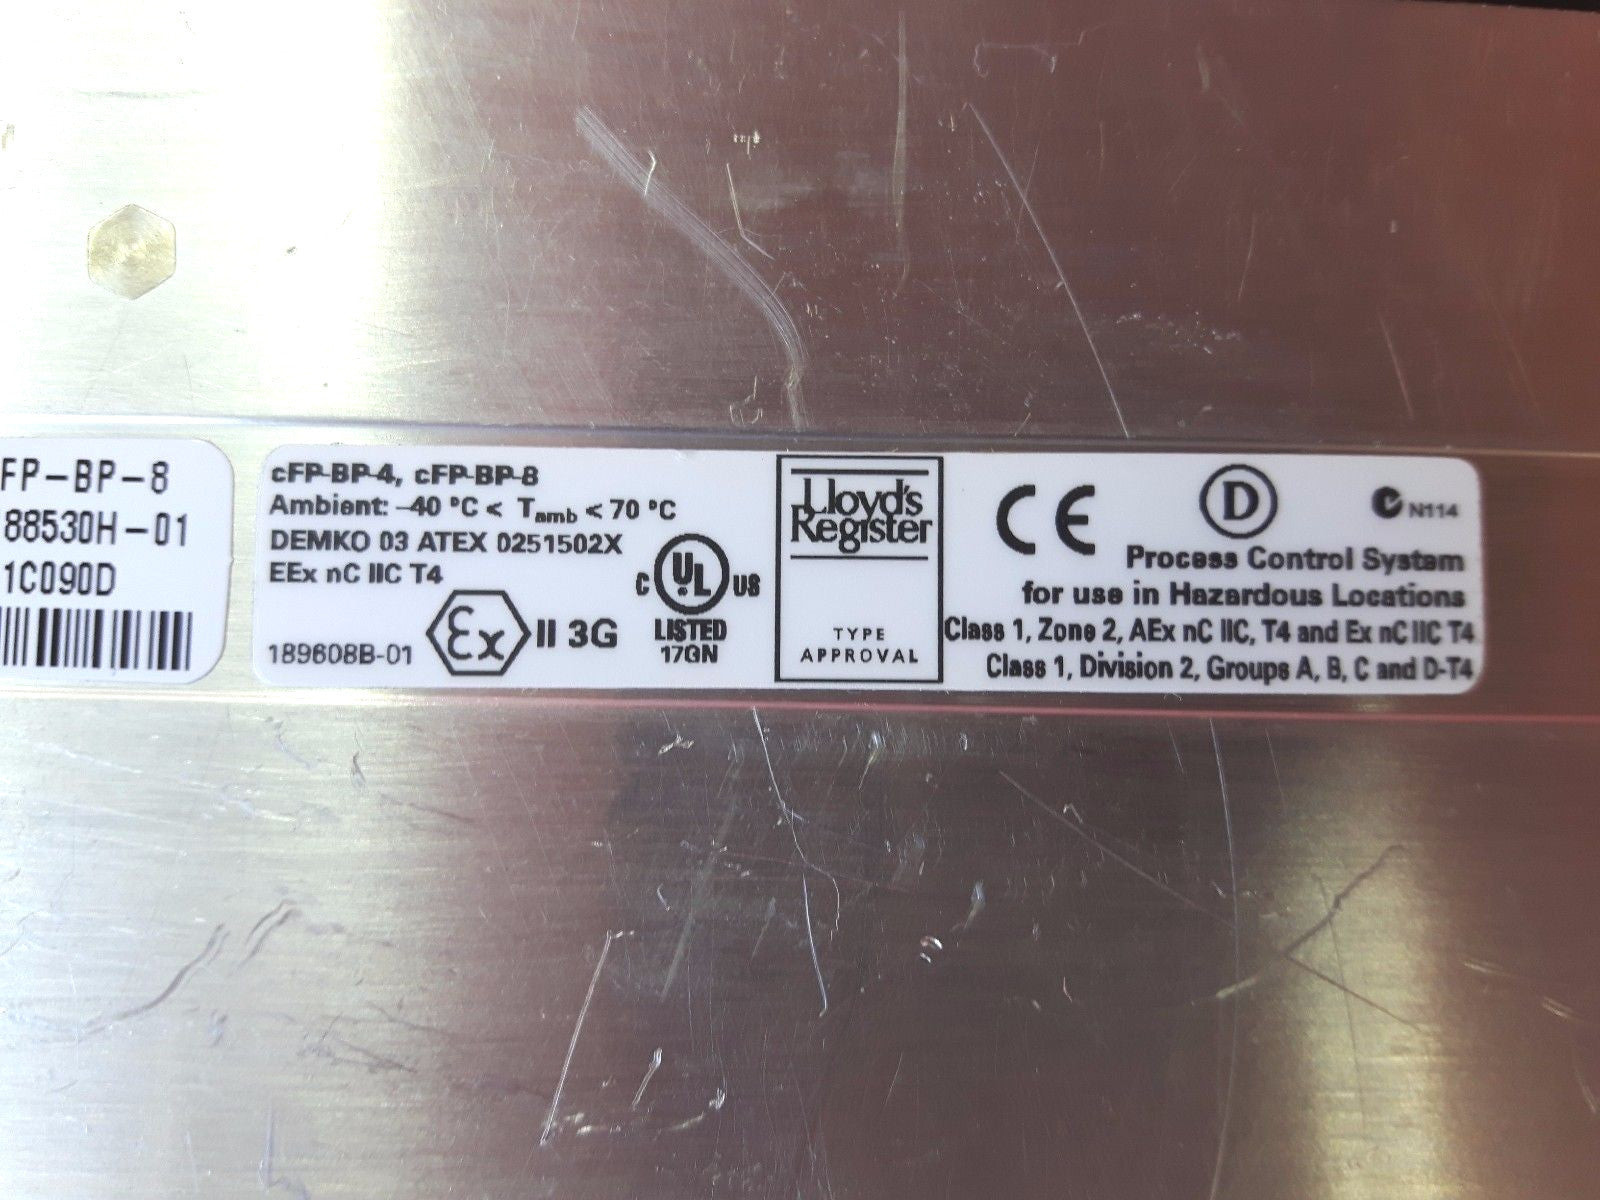 FP-BP-8
88530H-01
1C090D
cFP-BP-4, cFP-BP-8
Ambient: -40 °C < Tamb < 70 °C
DEMKO 03 ATEX 0251502X
EEx nC IIC T4
189608B-01
Ex II 3G
C UL US
LISTED
17GN
Lloyd's
Register
TYPE
APPROVAL
CE
D
N114
Process Control System
for use in Hazardous Locations
Class 1, Zone 2, AEx nC IIC, T4 and Ex nC IIC T4
Class 1, Division 2, Groups A, B, C and D-T4